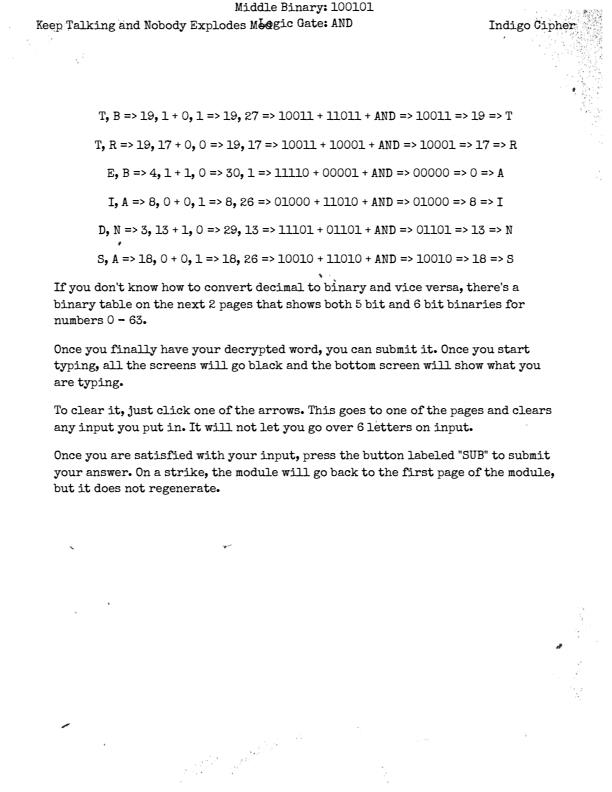 Middle Binary: 100101
Keep Talking and Nobody Explodes Mod
Logic Gate: AND
Indigo Cipher
T, B => 19, 1 + 0, 1 => 19, 27 => 10011 + 11011 + AND => 10011 => 19 => T
T, R => 19, 17 + 0, 0 => 19, 17 => 10011 + 10001 + AND => 10001 => 17 => R
E, B => 4, 1 + 1, 0 => 30, 1 => 11110 + 00001 + AND => 00000 => 0 => A
I, A => 8, 0 + 0, 1 => 8, 26 => 01000 + 11010 + AND => 01000 => 8 => I
D, N => 3, 13 + 1, 0 => 29, 13 => 11101 + 01101 + AND => 01101 => 13 => N
S, A => 18, 0 + 0, 1 => 18, 26 => 10010 + 11010 + AND => 10010 => 18 => S
If you don't know how to convert decimal to binary and vice versa, there's a
binary table on the next 2 pages that shows both 5 bit and 6 bit binaries for
numbers 0 - 63.
Once you finally have your decrypted word, you can submit it. Once you start
typing, all the screens will go black and the bottom screen will show what you
are typing.
To clear it, just click one of the arrows. This goes to one of the pages and clears
any input you put in. It will not let you go over 6 letters on input.
Once you are satisfied with your input, press the button labeled "SUB" to submit
your answer. On a strike, the module will go back to the first page of the module,
but it does not regenerate.